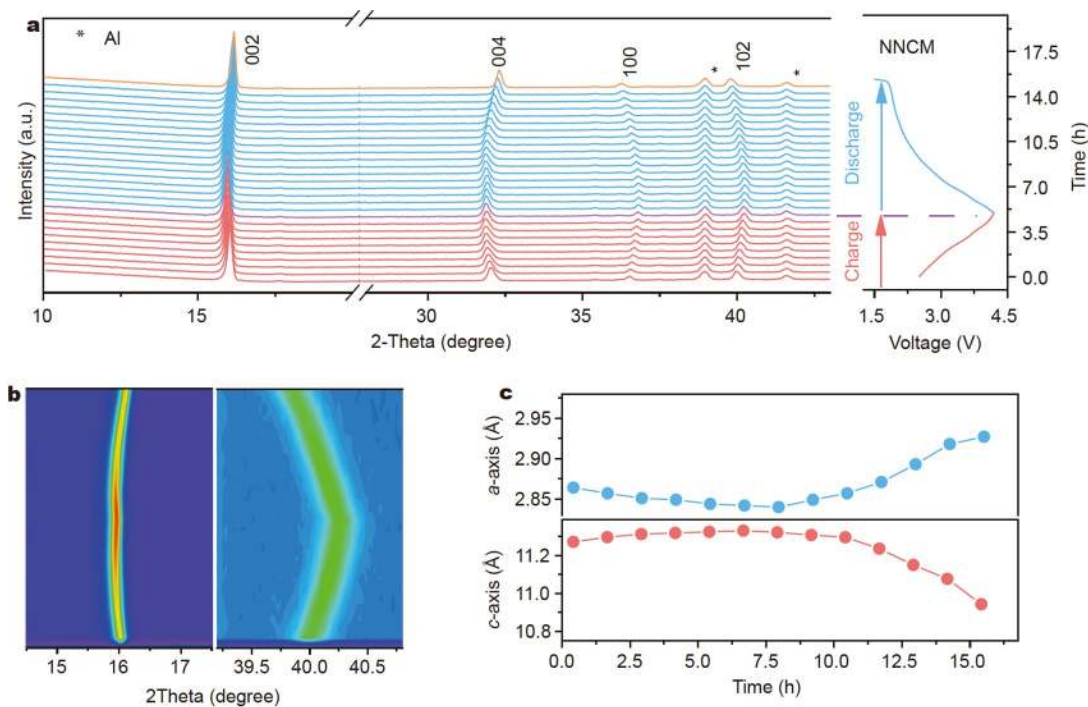 a
* Al
002
004
100
*
102
*
NNCM
Intensity (a.u.)
10
16
30
35
40
2-Theta (degree)
Discharge
Charge
17.5
14.0
10.5
7.0
3.5
0.0
Time (h)
1.5
3.0
4.5
Voltage (V)
b
15
16
17
39.5
40.0
40.5
2Theta (degree)
c
2.95
2.90
2.85
a-axis (Å)
11.2
11.0
10.8
c-axis (Å)
0.0
2.5
5.0
7.5
10.0
12.5
15.0
Time (h)